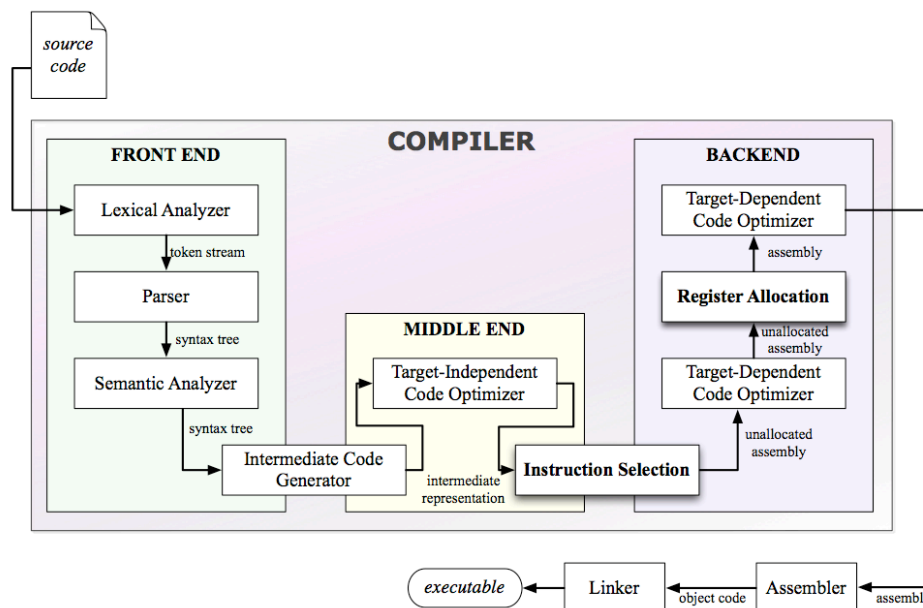 source
code
COMPILER
FRONT END
Lexical Analyzer
token stream
Parser
syntax tree
Semantic Analyzer
syntax tree
Intermediate Code
Generator
MIDDLE END
Target-Independent
Code Optimizer
intermediate
representation
Instruction Selection
BACKEND
Target-Dependent
Code Optimizer
assembly
Register Allocation
unallocated
assembly
Target-Dependent
Code Optimizer
unallocated
assembly
executable
Linker
object code
Assembler
assembl